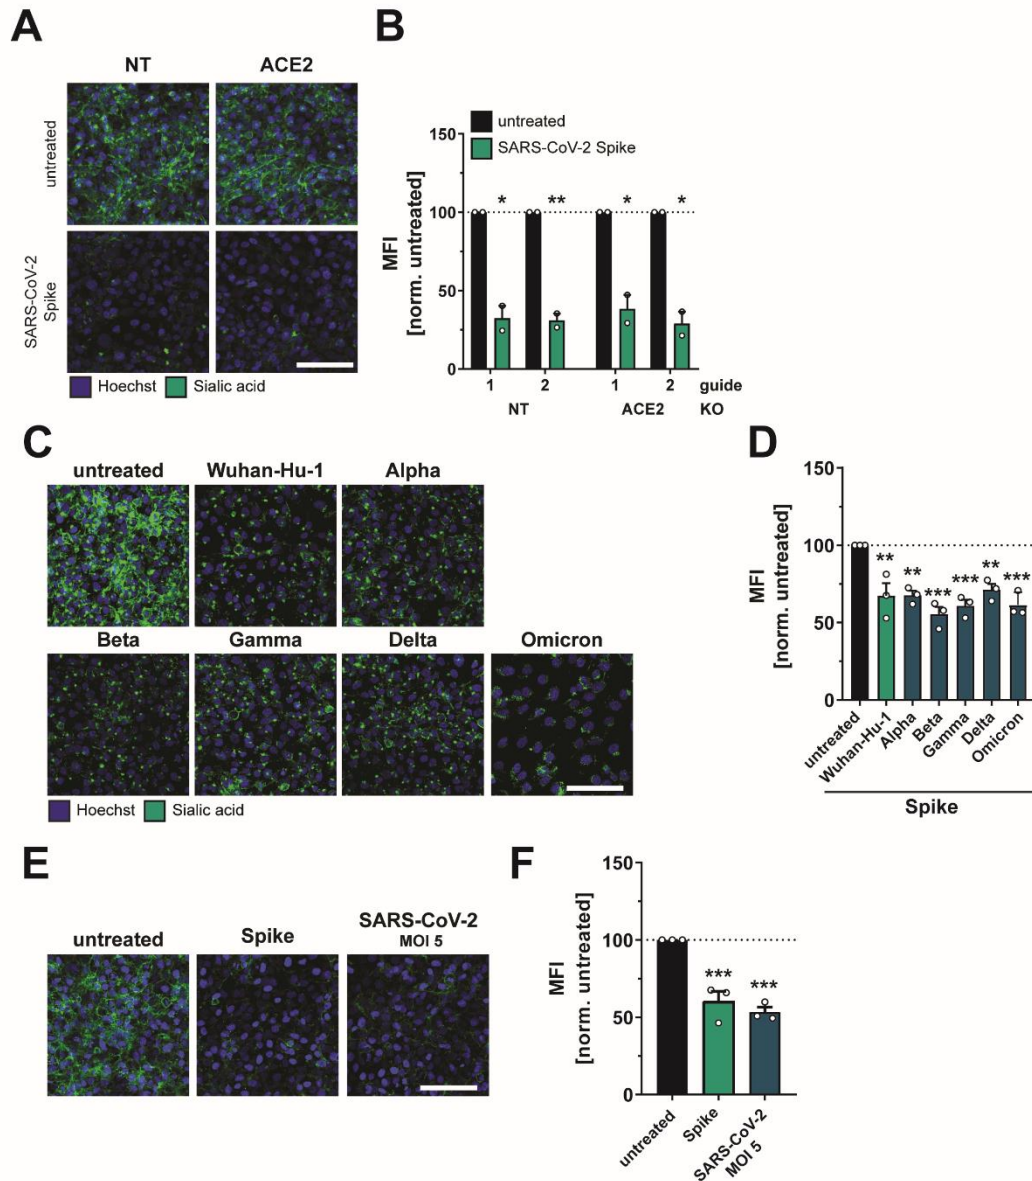 A
NT ACE2
untreated
SARS-CoV-2
Spike
Hoechst Sialic acid
B
untreated
SARS-CoV-2 Spike
MFI
[norm. untreated]
150
100
50
0
* ** * *
1 2 1 2 guide
NT ACE2 KO
C
untreated Wuhan-Hu-1 Alpha
Beta Gamma Delta Omicron
Hoechst Sialic acid
D
MFI
[norm. untreated]
150
100
50
0
** ** *** *** ** ***
untreated
Wuhan-Hu-1
Alpha
Beta
Gamma
Delta
Omicron
Spike
E
untreated Spike SARS-CoV-2
MOI 5
F
MFI
[norm. untreated]
150
100
50
0
*** ***
untreated
Spike
SARS-CoV-2
MOI 5